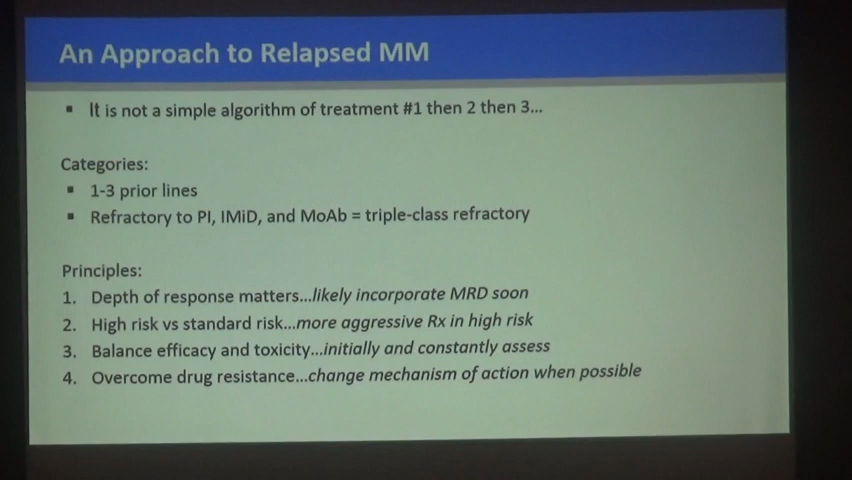 An Approach to Relapsed MM
▪ It is not a simple algorithm of treatment #1 then 2 then 3...
Categories:
▪ 1-3 prior lines
▪ Refractory to PI, IMiD, and MoAb = triple-class refractory
Principles:
1. Depth of response matters...likely incorporate MRD soon
2. High risk vs standard risk...more aggressive Rx in high risk
3. Balance efficacy and toxicity...initially and constantly assess
4. Overcome drug resistance...change mechanism of action when possible